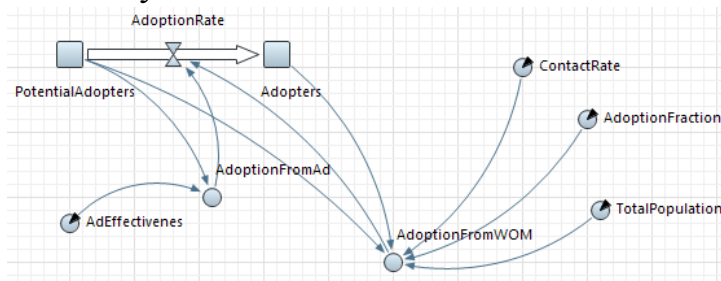 AdoptionRate
PotentialAdopters
Adopters
ContactRate
AdoptionFraction
AdoptionFromAd
AdEffectivenes
TotalPopulation
AdoptionFromWOM